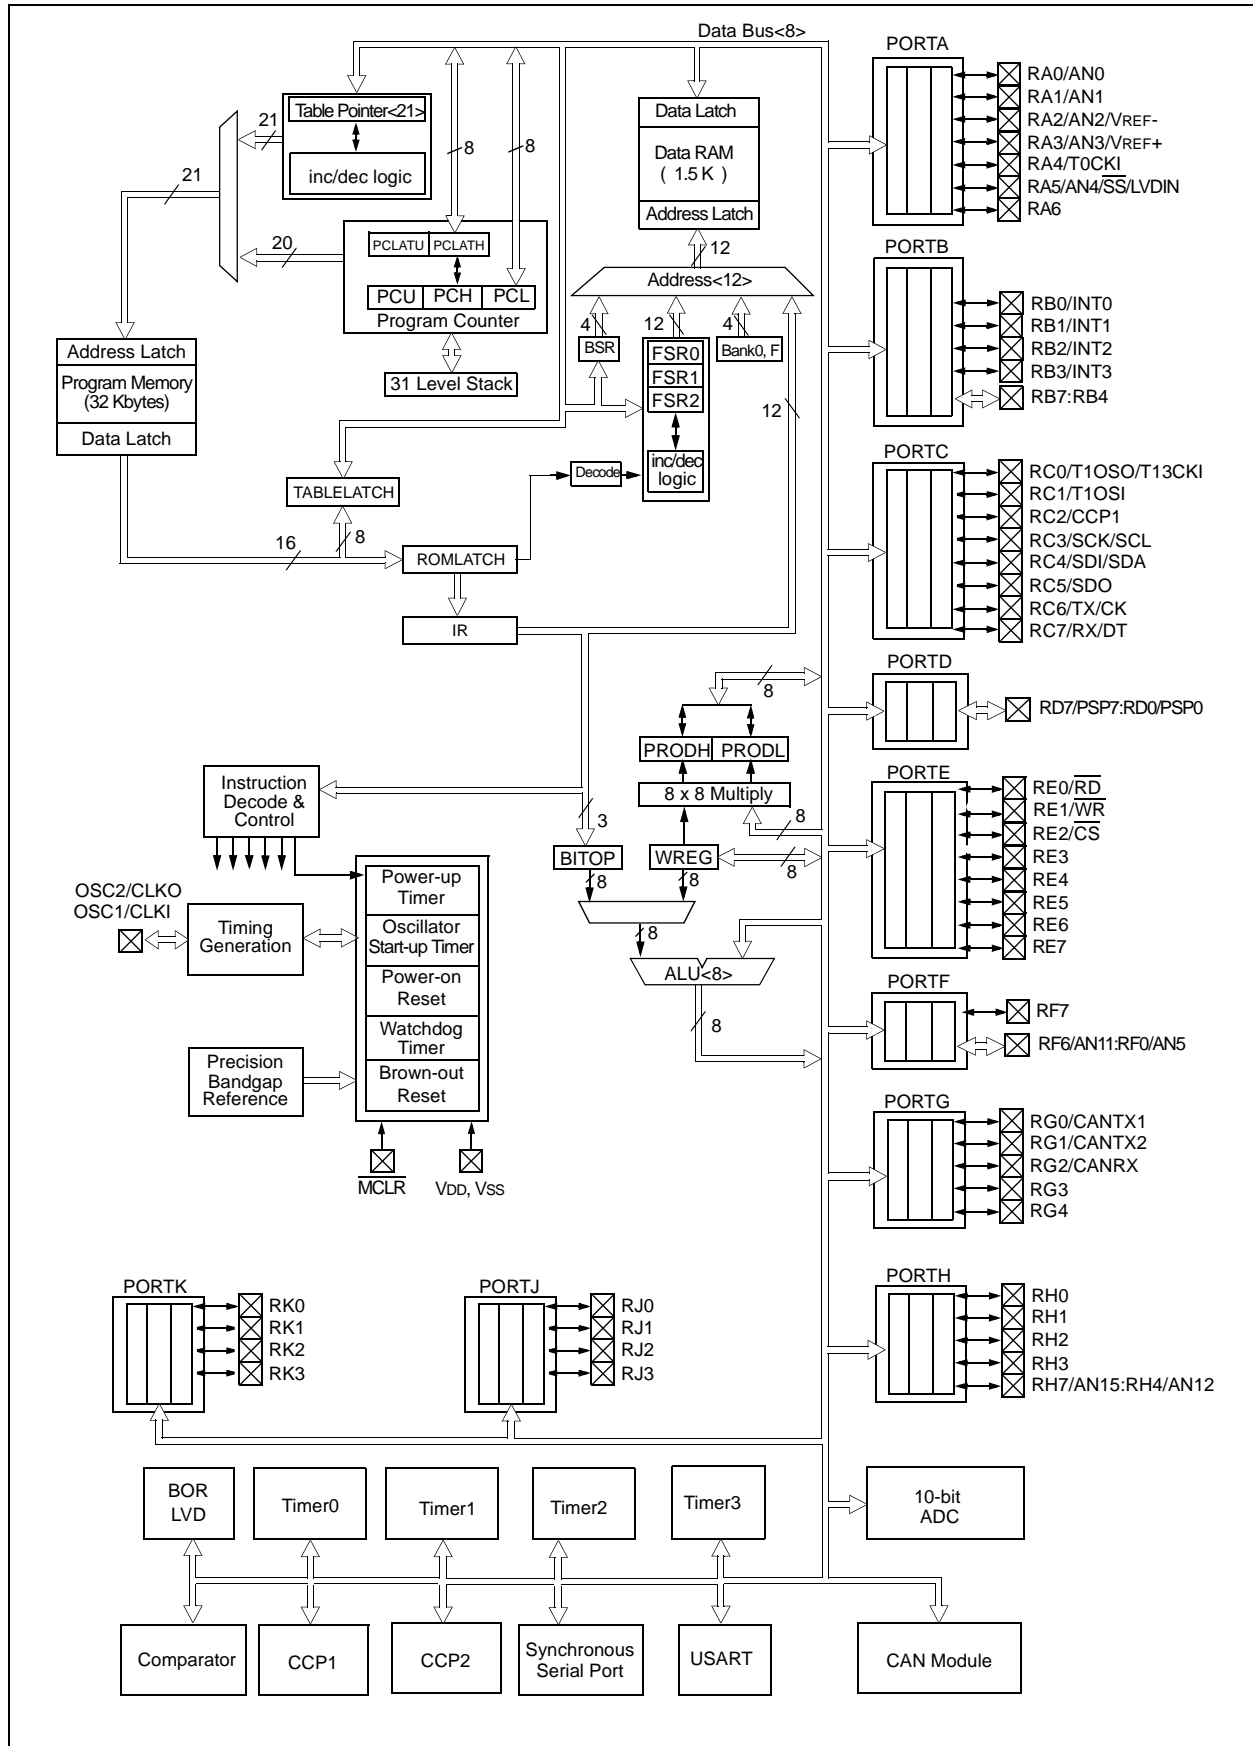 Data Bus<8>
Table Pointer<21>
inc/dec logic
21
21
20
8
8
PCLATU
PCLATH
PCU
PCH
PCL
Program Counter
31 Level Stack
Address Latch
Program Memory
(32 Kbytes)
Data Latch
16
8
TABLELATCH
ROMLATCH
IR
Data Latch
Data RAM
( 1.5 K )
Address Latch
12
Address<12>
4
12
4
BSR
FSR0
FSR1
FSR2
Bank0, F
12
inc/dec
logic
Decode
8
PRODH
PRODL
8 x 8 Multiply
8
3
BITOP
WREG
8
8
8
8
ALU<8>
8
Instruction
Decode &
Control
OSC2/CLKO
OSC1/CLKI
Timing
Generation
Power-up
Timer
Oscillator
Start-up Timer
Power-on
Reset
Watchdog
Timer
Brown-out
Reset
Precision
Bandgap
Reference
MCLR
VDD, VSS
PORTA
RA0/AN0
RA1/AN1
RA2/AN2/VREF-
RA3/AN3/VREF+
RA4/T0CKI
RA5/AN4/SS/LVDIN
RA6
PORTB
RB0/INT0
RB1/INT1
RB2/INT2
RB3/INT3
RB7:RB4
PORTC
RC0/T1OSO/T13CKI
RC1/T1OSI
RC2/CCP1
RC3/SCK/SCL
RC4/SDI/SDA
RC5/SDO
RC6/TX/CK
RC7/RX/DT
PORTD
RD7/PSP7:RD0/PSP0
PORTE
RE0/RD
RE1/WR
RE2/CS
RE3
RE4
RE5
RE6
RE7
PORTF
RF7
RF6/AN11:RF0/AN5
PORTG
RG0/CANTX1
RG1/CANTX2
RG2/CANRX
RG3
RG4
PORTH
RH0
RH1
RH2
RH3
RH7/AN15:RH4/AN12
PORTK
RK0
RK1
RK2
RK3
PORTJ
RJ0
RJ1
RJ2
RJ3
BOR
LVD
Timer0
Timer1
Timer2
Timer3
10-bit
ADC
Comparator
CCP1
CCP2
Synchronous
Serial Port
USART
CAN Module